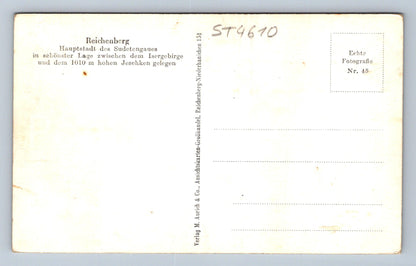 Reichenberg
Hauptstadt des Sudetengaues
in schönster Lage zwischen dem Isergebirge
und dem 1010 m hohen Jeschken gelegen
Verlag M. Aurich & Co., Ansichtskarten-Großhandel, Reichenberg-Niederhanichen 151
ST4610
Echte
Fotografie
Nr. 45